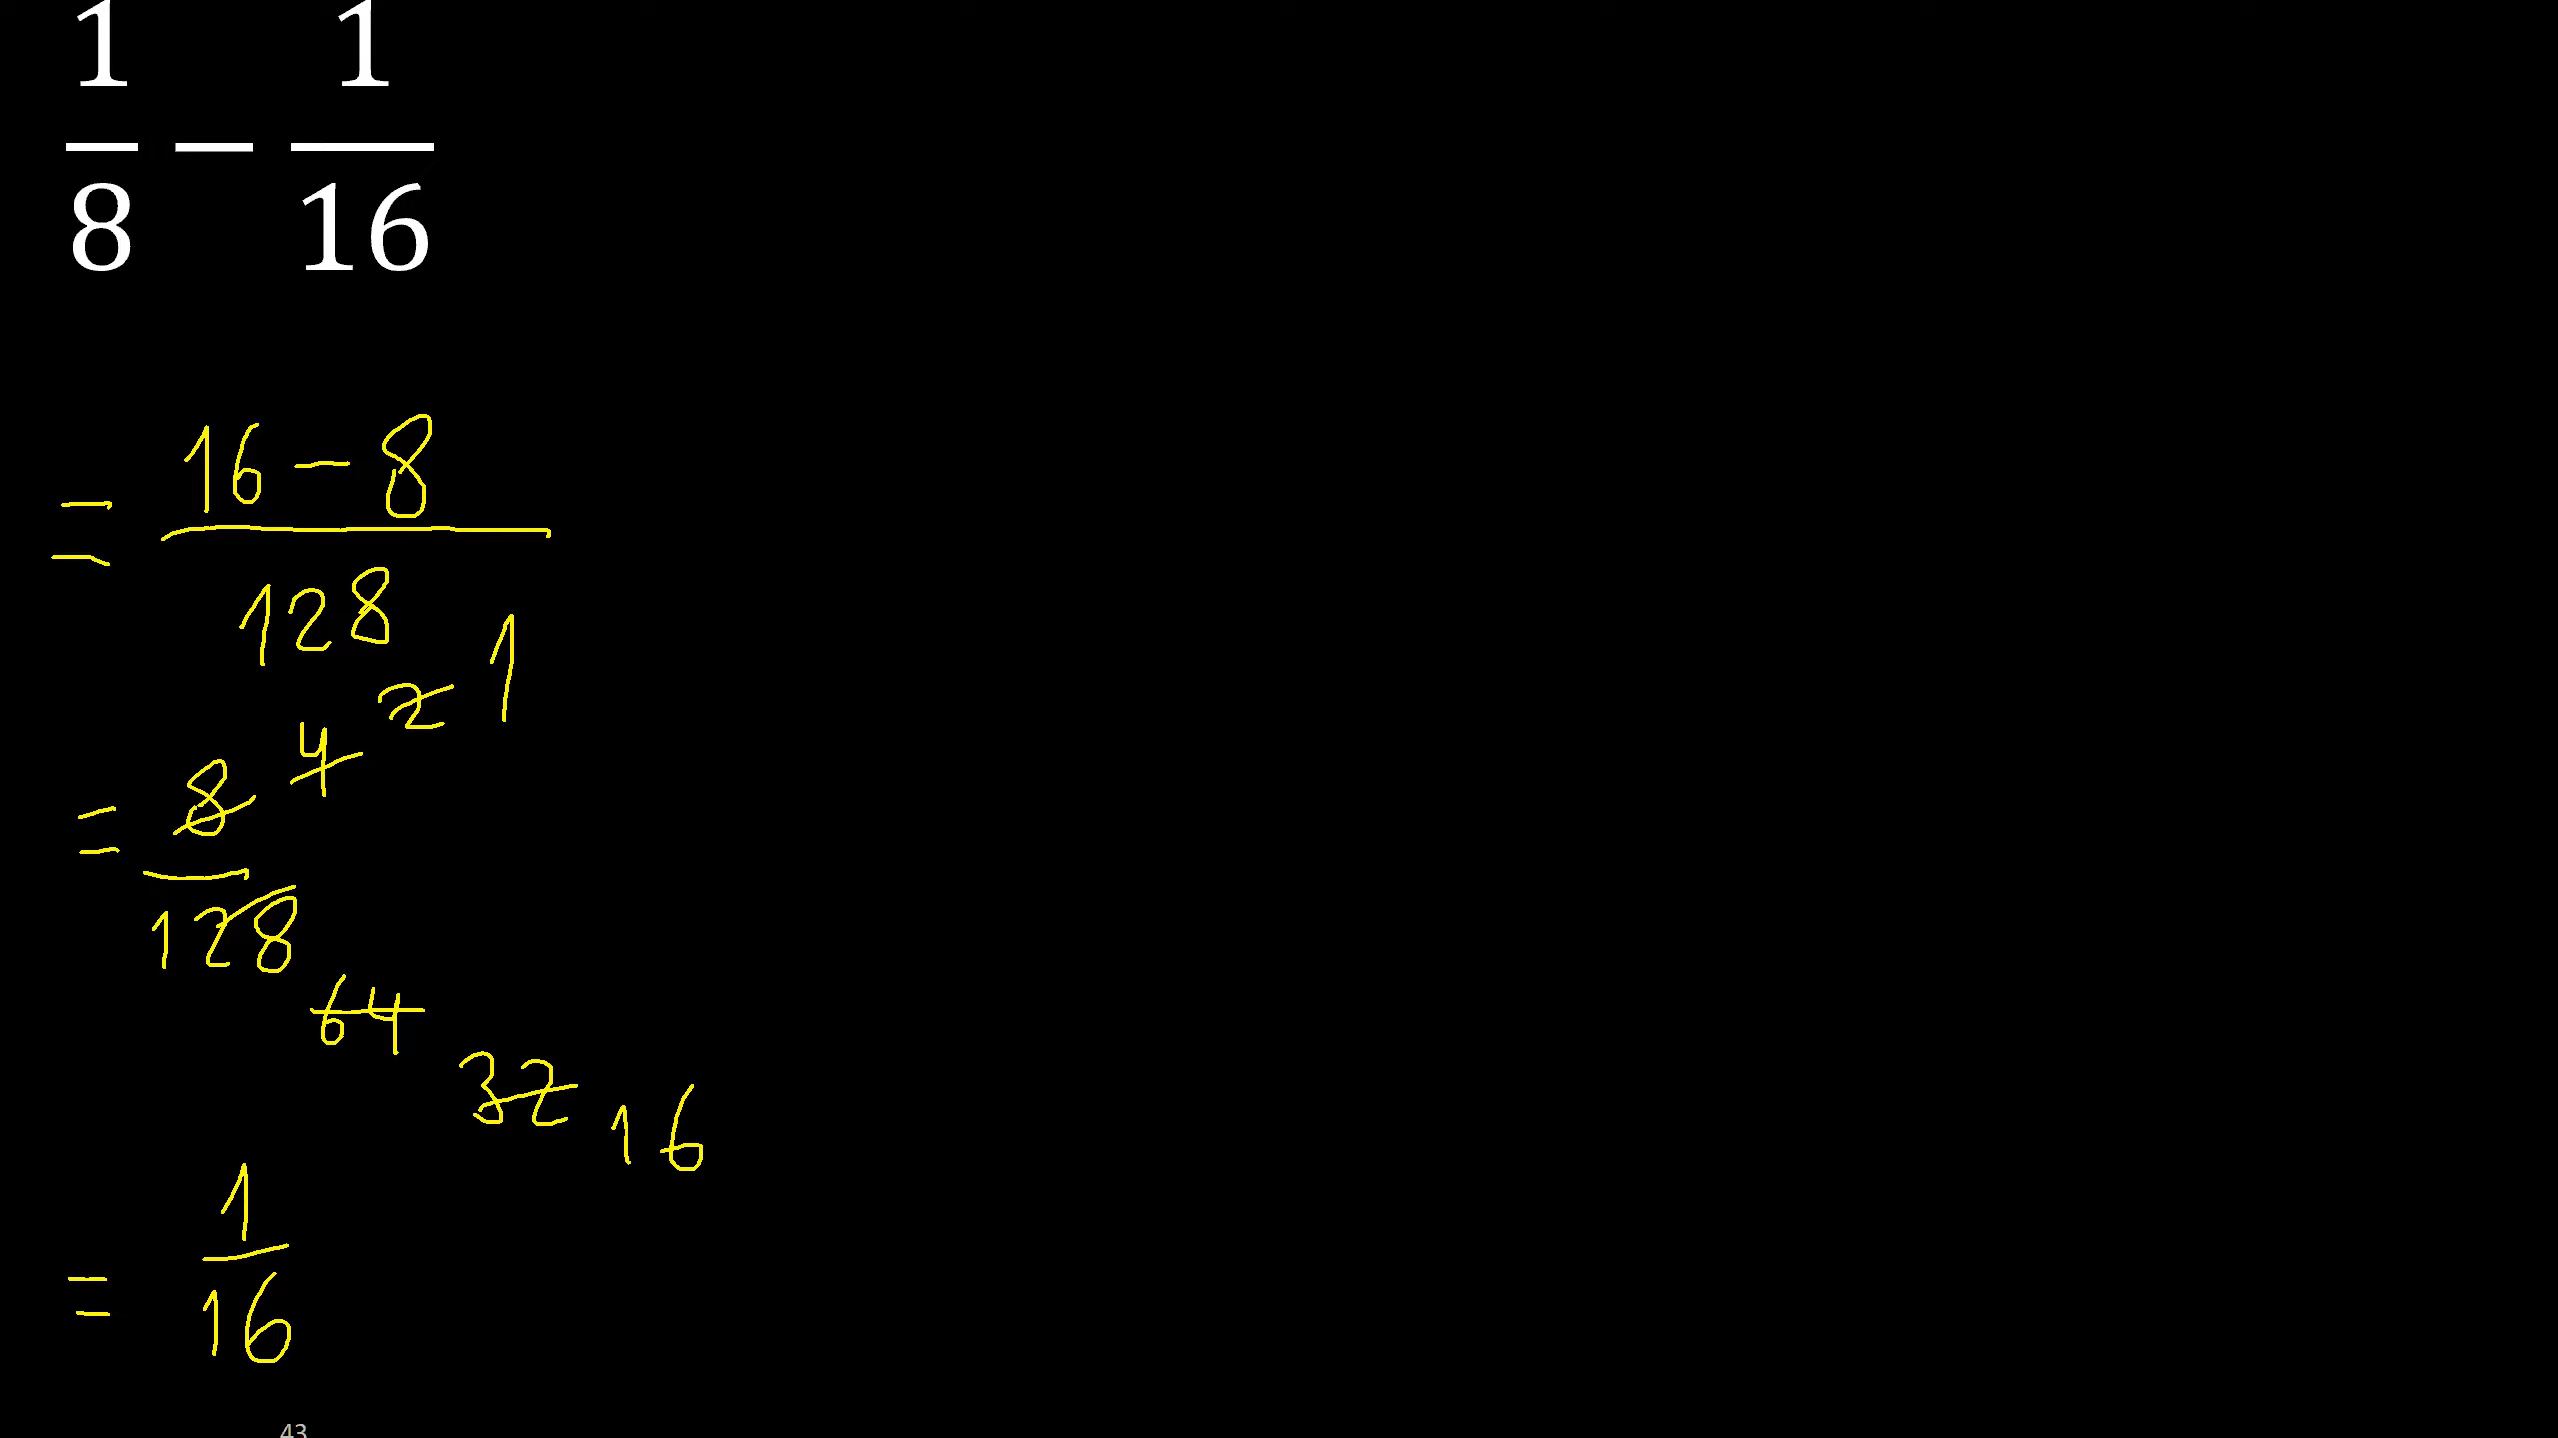 1/8 − 1/16
= (16 − 8)/128
= 8/128 4 2 1
64 32 16
= 1/16
43